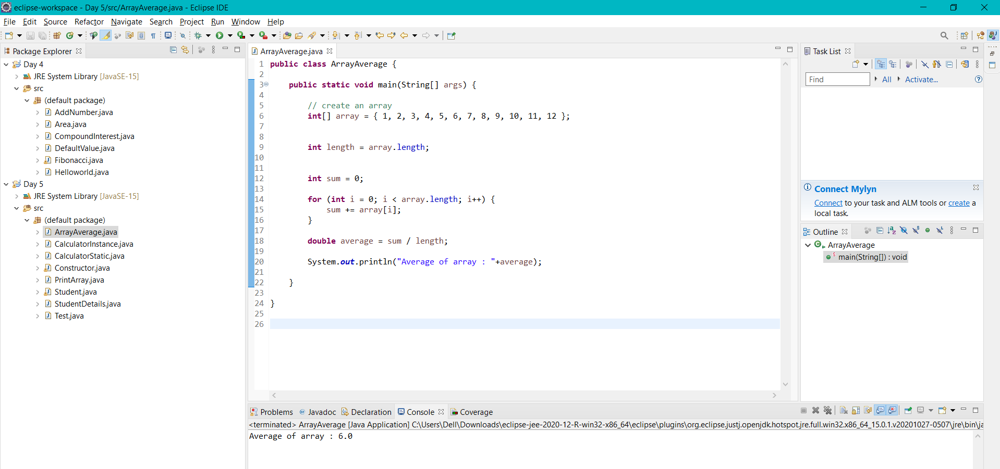 eclipse-workspace - Day 5/src/ArrayAverage.java - Eclipse IDE
File Edit Source Refactor Navigate Search Project Run Window Help
Package Explorer
Day 4
JRE System Library [JavaSE-15]
src
(default package)
AddNumber.java
Area.java
CompoundInterest.java
DefaultValue.java
Fibonacci.java
Helloworld.java
Day 5
JRE System Library [JavaSE-15]
src
(default package)
ArrayAverage.java
CalculatorInstance.java
CalculatorStatic.java
Constructor.java
PrintArray.java
Student.java
StudentDetails.java
Test.java
ArrayAverage.java
1 public class ArrayAverage {
2
3 public static void main(String[] args) {
4
5 // create an array
6 int[] array = { 1, 2, 3, 4, 5, 6, 7, 8, 9, 10, 11, 12 };
7
8
9 int length = array.length;
10
11
12 int sum = 0;
13
14 for (int i = 0; i < array.length; i++) {
15 sum += array[i];
16 }
17
18 double average = sum / length;
19
20 System.out.println("Average of array : "+average);
21
22 }
23
24 }
25
26
Task List
Find All Activate...
Connect Mylyn
Connect to your task and ALM tools or create a
local task.
Outline
ArrayAverage
main(String[]) : void
Problems @ Javadoc Declaration Console Coverage
<terminated> ArrayAverage [Java Application] C:\Users\Dell\Downloads\eclipse-jee-2020-12-R-win32-x86_64\eclipse\plugins\org.eclipse.justj.openjdk.hotspot.jre.full.win32.x86_64_15.0.1.v20201027-0507\jre\bin\ja
Average of array : 6.0